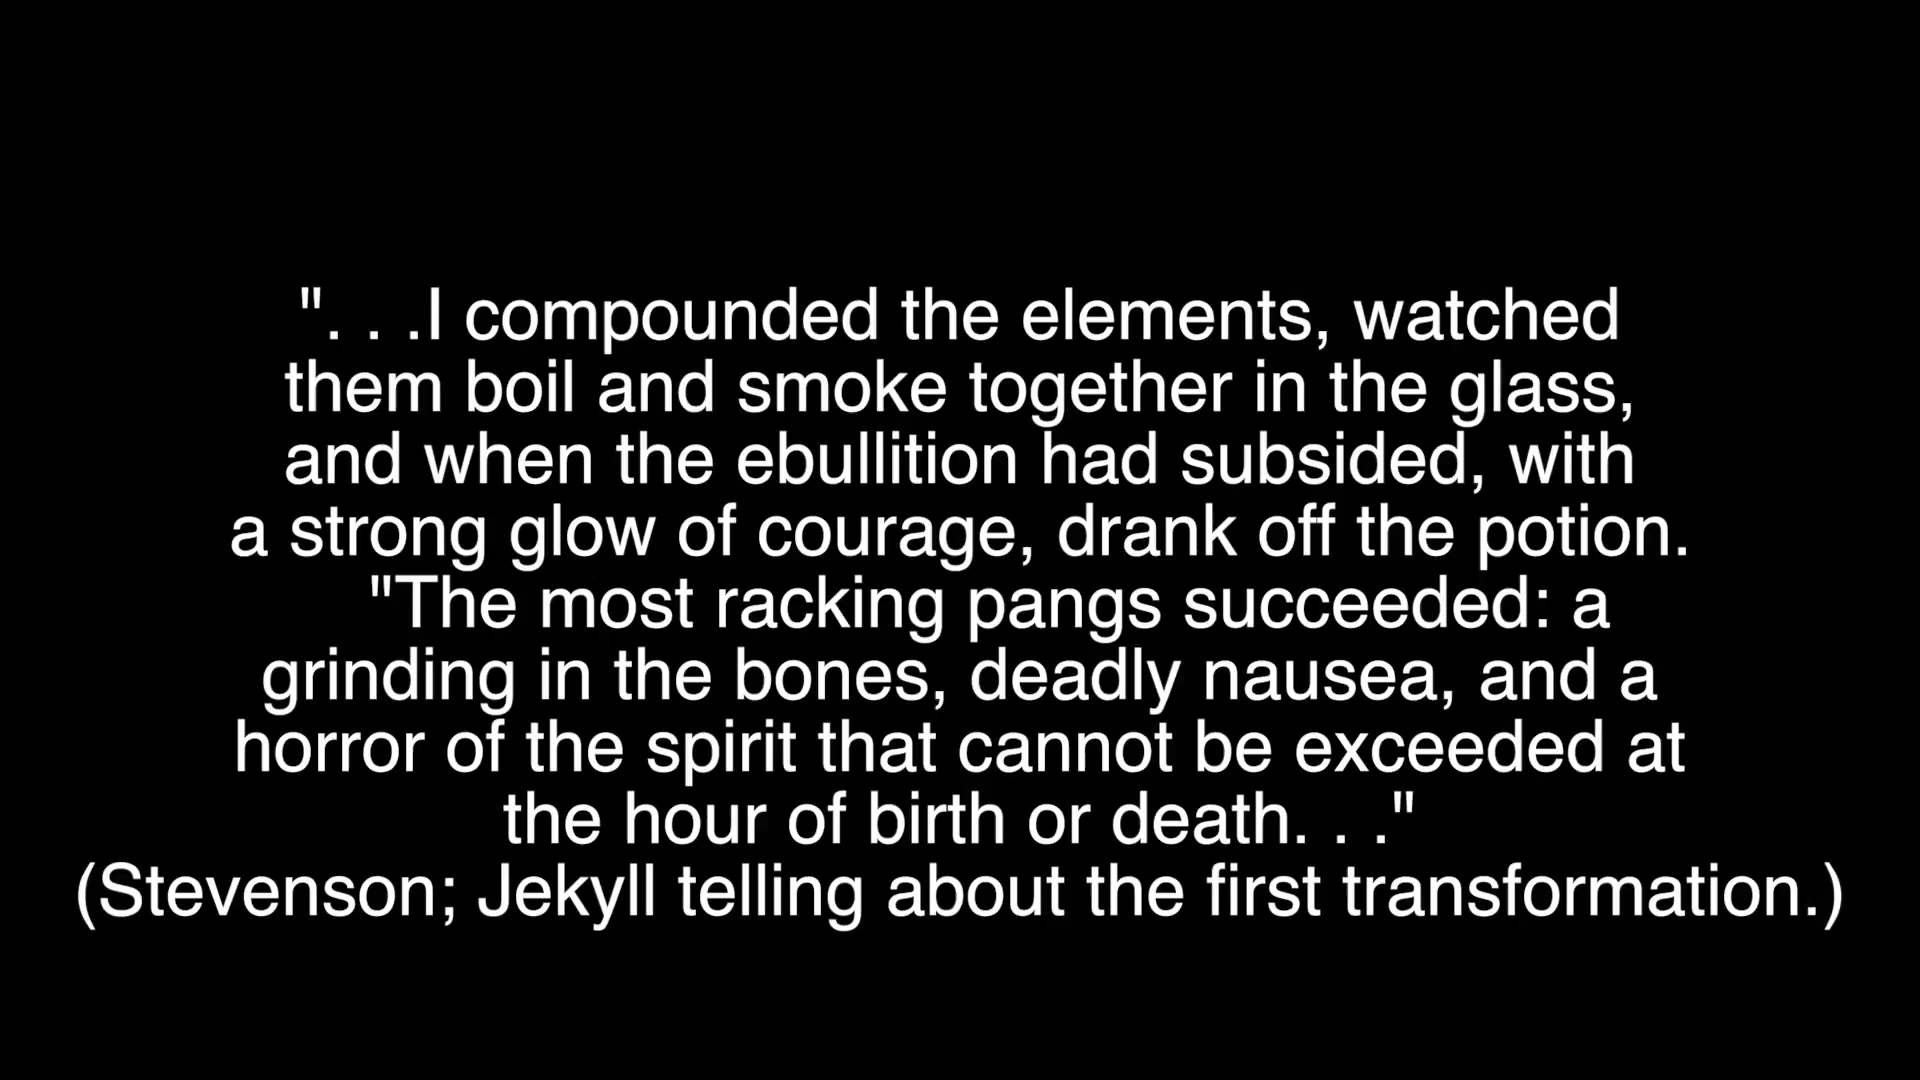 ". . .I compounded the elements, watched
them boil and smoke together in the glass,
and when the ebullition had subsided, with
a strong glow of courage, drank off the potion.
"The most racking pangs succeeded: a
grinding in the bones, deadly nausea, and a
horror of the spirit that cannot be exceeded at
the hour of birth or death. . ."
(Stevenson; Jekyll telling about the first transformation.)